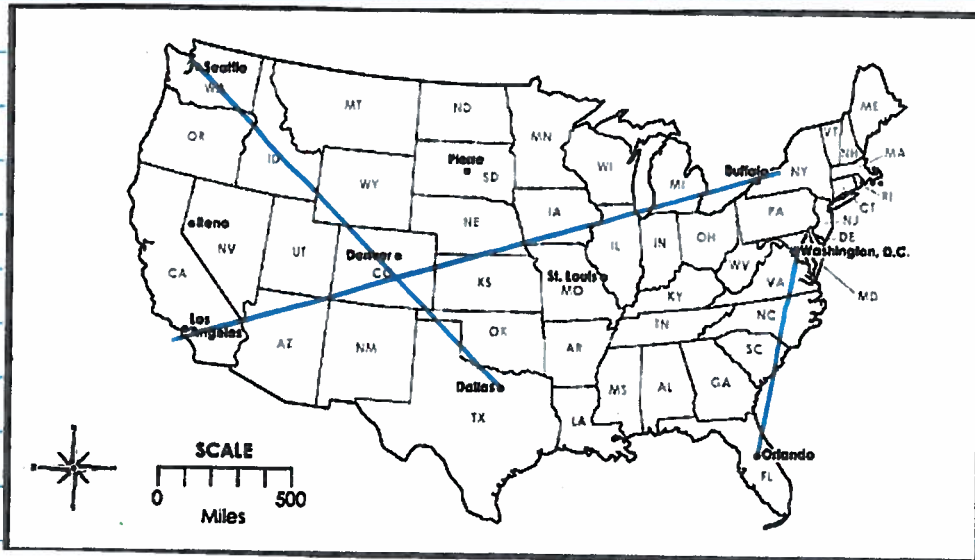 Seattle
WA
MT
ND
MN
ME
VT
NH
MA
OR
ID
WY
Pierre
SD
WI
MI
Buffalo
NY
RI
CT
Reno
NV
UT
Denver
CO
NE
IA
IL
IN
OH
PA
NJ
DE
Washington, D.C.
MD
CA
KS
St. Louis
MO
WV
VA
KY
Los
Angeles
AZ
NM
OK
AR
TN
NC
SC
Dallas
TX
LA
MS
AL
GA
Orlando
FL
SCALE
0 500
Miles